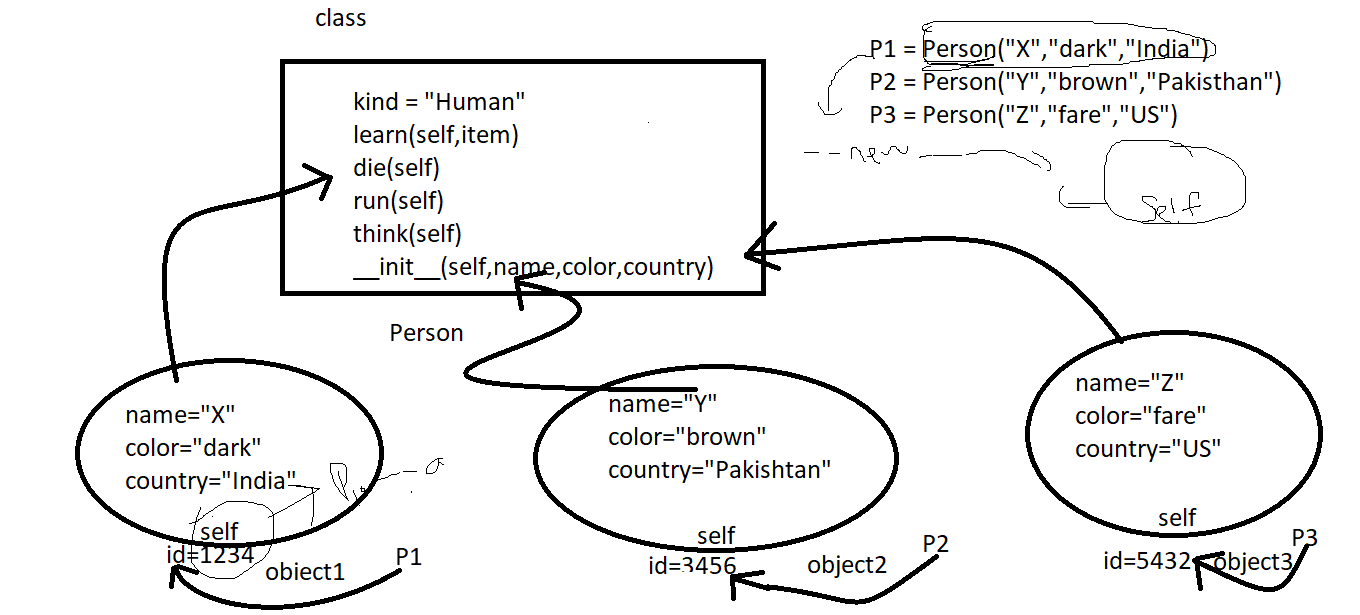 class
P1 = Person("X","dark","India")
P2 = Person("Y","brown","Pakisthan")
P3 = Person("Z","fare","US")
kind = "Human"
learn(self,item)
die(self)
run(self)
think(self)
__init__(self,name,color,country)
--new
Self
Person
name="X"
color="dark"
country="India"
self
id=1234
object1
P1
name="Y"
color="brown"
country="Pakishtan"
self
id=3456
object2
P2
name="Z"
color="fare"
country="US"
self
id=5432
object3
P3